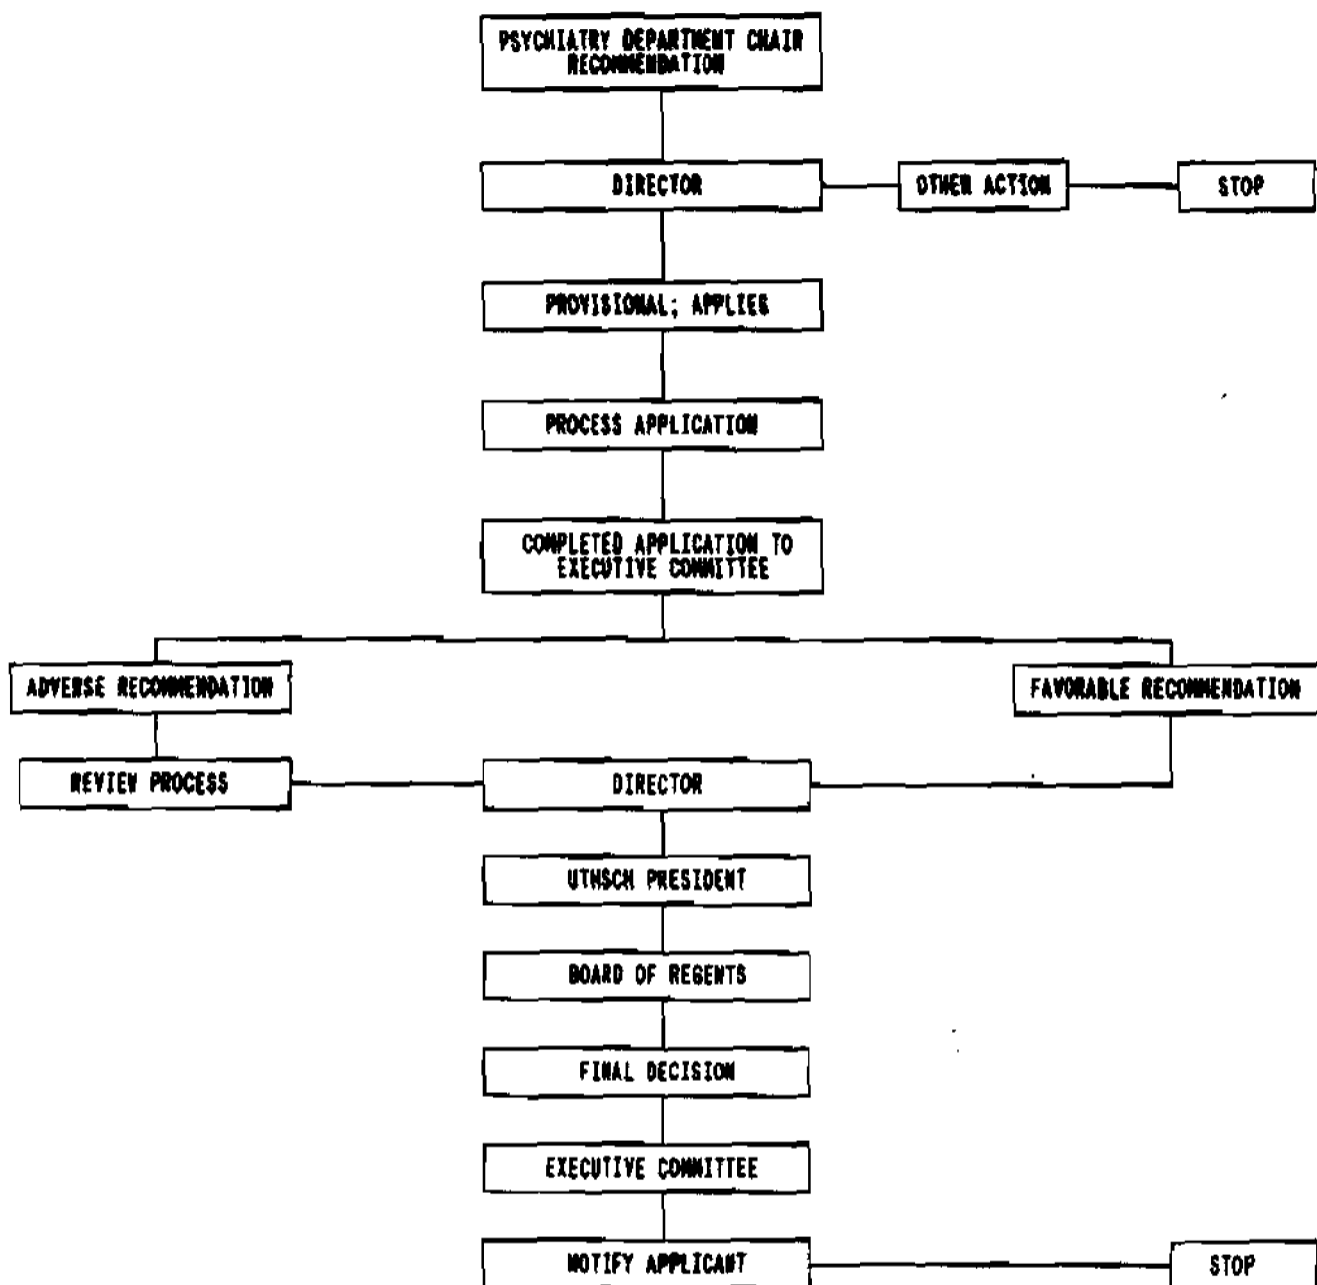 PSYCHIATRY DEPARTMENT CHAIR
RECOMMENDATION
DIRECTOR
OTHER ACTION
STOP
PROVISIONAL; APPLIES
PROCESS APPLICATION
COMPLETED APPLICATION TO
EXECUTIVE COMMITTEE
ADVERSE RECOMMENDATION
FAVORABLE RECOMMENDATION
REVIEW PROCESS
DIRECTOR
UTHSCH PRESIDENT
BOARD OF REGENTS
FINAL DECISION
EXECUTIVE COMMITTEE
NOTIFY APPLICANT
STOP